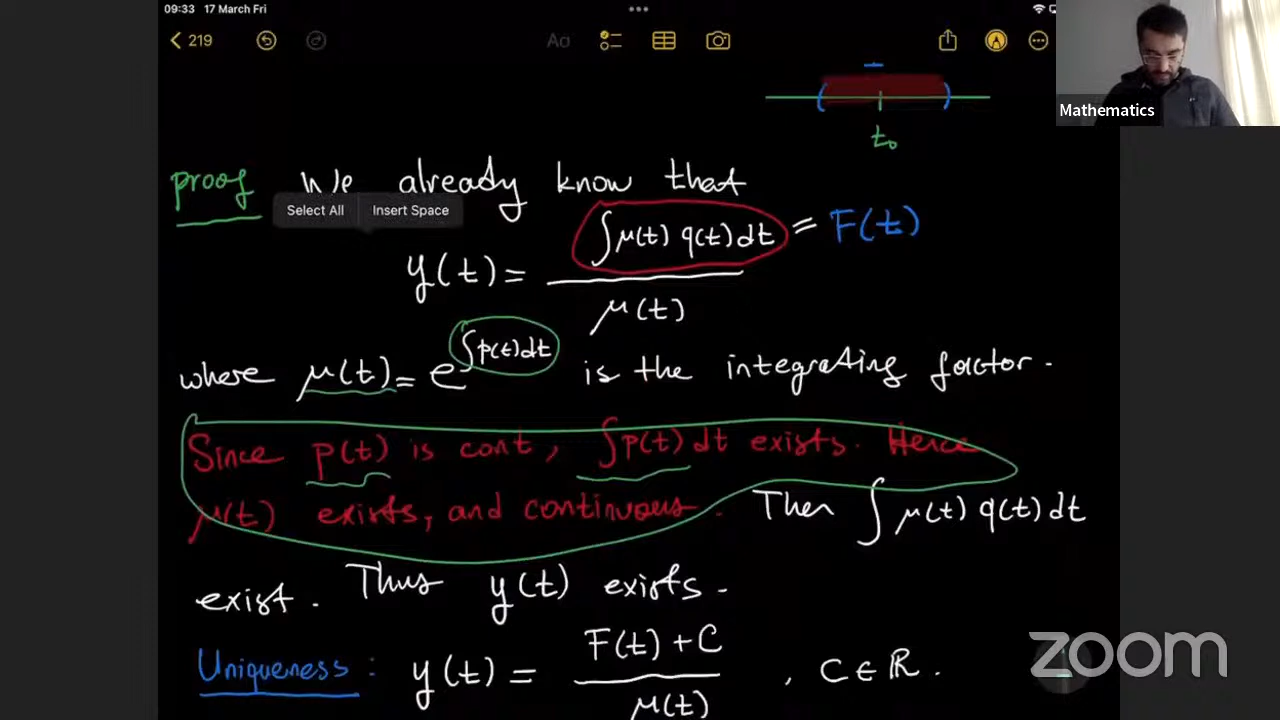 09:33 17 March Fri
219
Aa
Mathematics
t₀
proof We already know that
Select All Insert Space
y(t) = ∫μ(t) q(t) dt / μ(t) = F(t)
where μ(t) = e^∫p(t)dt is the integrating factor.
Since p(t) is cont, ∫p(t) dt exists. Hence
μ(t) exists, and continuous. Then ∫ μ(t) q(t) dt
exist. Thus y(t) exists.
Uniqueness : y(t) = F(t) + C / μ(t) , C ∈ ℝ.
zoom